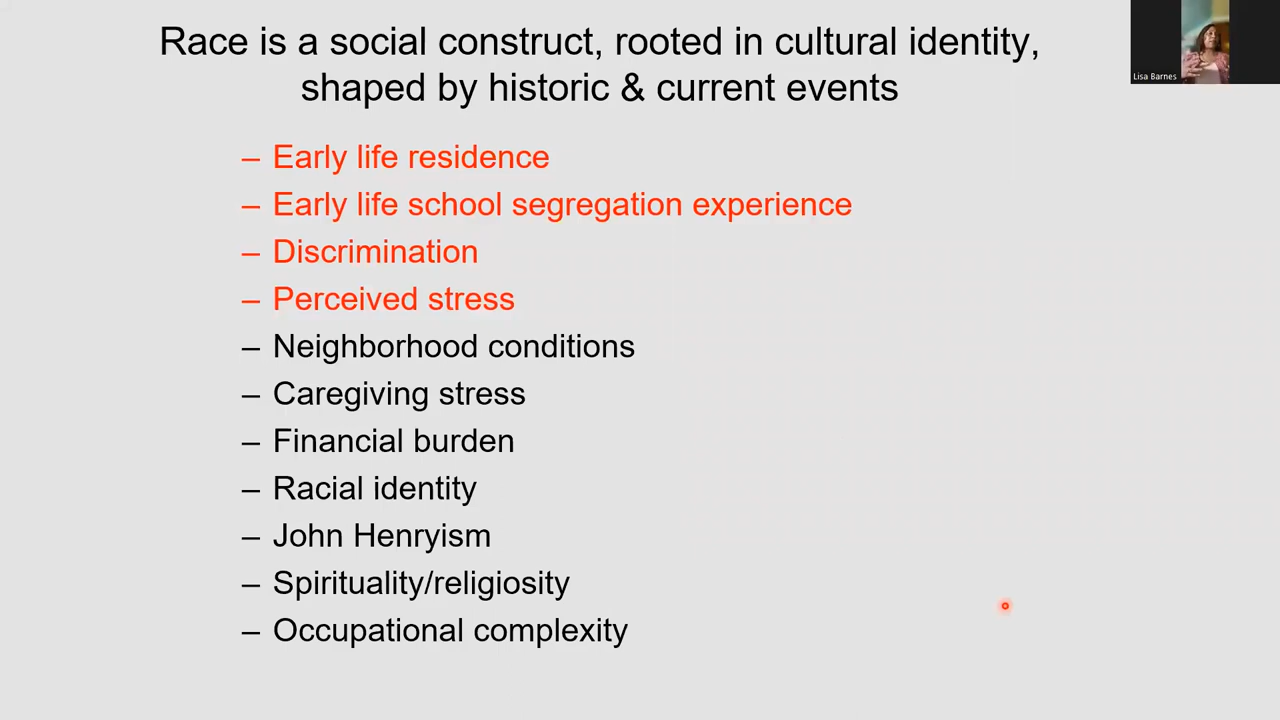 Race is a social construct, rooted in cultural identity,
shaped by historic & current events
Lisa Barnes
– Early life residence
– Early life school segregation experience
– Discrimination
– Perceived stress
– Neighborhood conditions
– Caregiving stress
– Financial burden
– Racial identity
– John Henryism
– Spirituality/religiosity
– Occupational complexity